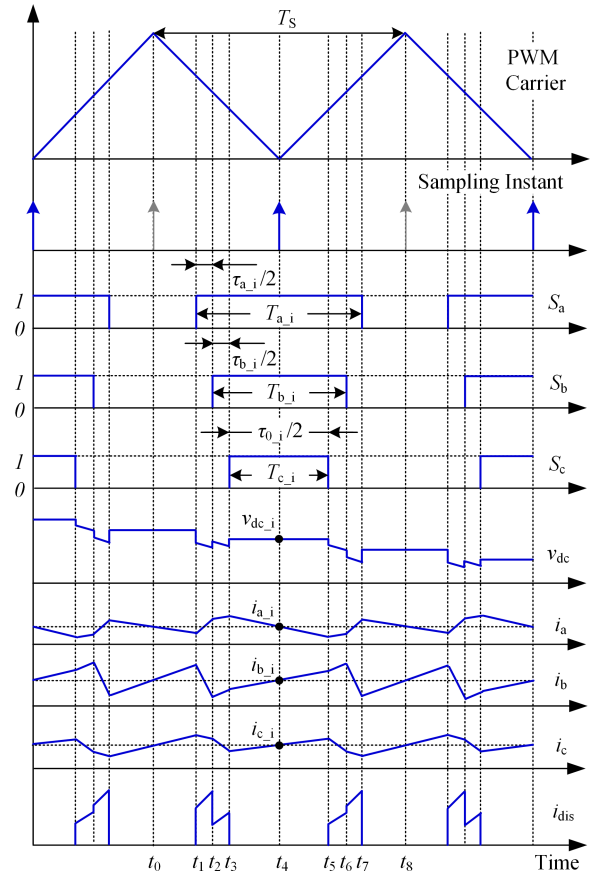 T_S
PWM
Carrier
Sampling Instant
τ_a_i/2
1
S_a
T_a_i
0
τ_b_i/2
1
S_b
T_b_i
0
τ_0_i/2
1
S_c
T_c_i
0
v_dc_i
v_dc
i_a_i
i_a
i_b_i
i_b
i_c_i
i_c
i_dis
t_0 t_1 t_2 t_3 t_4 t_5 t_6 t_7 t_8 Time